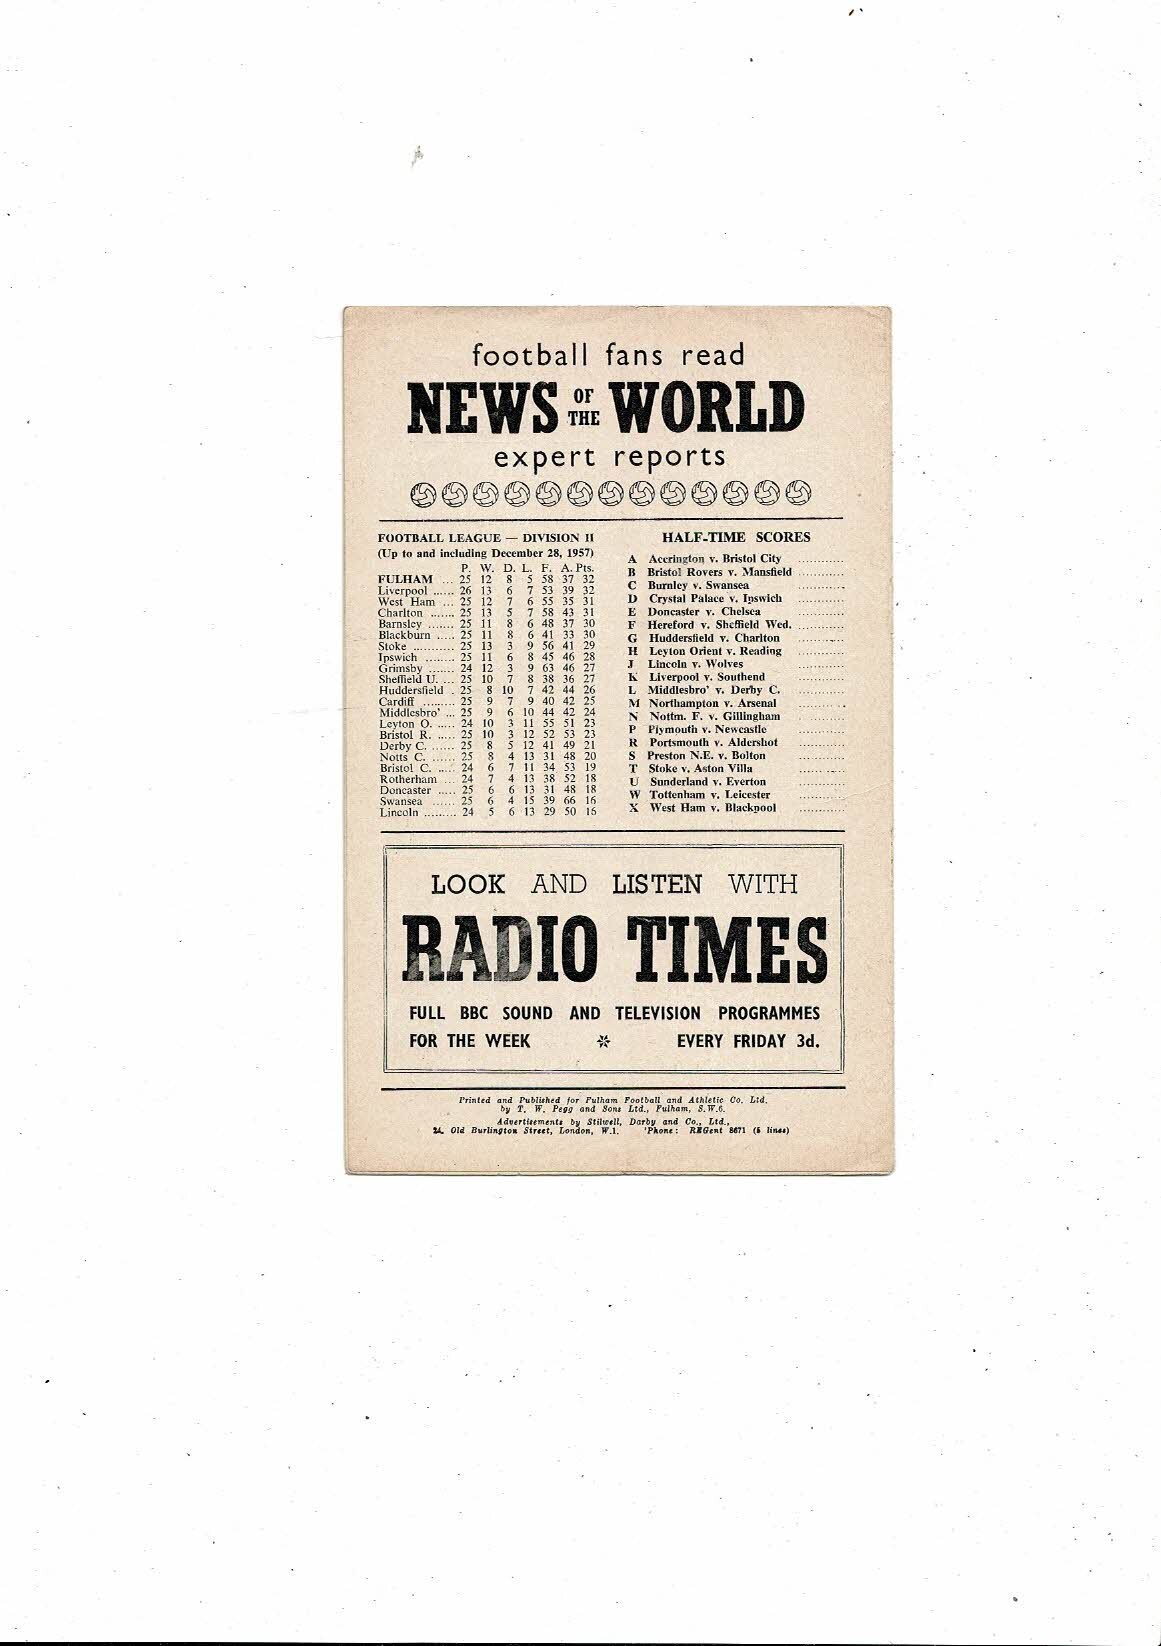 football fans read
NEWS OF THE WORLD
expert reports
FOOTBALL LEAGUE — DIVISION II
(Up to and including December 28, 1957)
P. W. D. L. F. A. Pts.
FULHAM ... 25 12 8 5 58 37 32
Liverpool ...... 26 13 6 7 53 39 32
West Ham ... 25 12 7 6 55 35 31
Charlton ...... 25 13 5 7 58 43 31
Barnsley ....... 25 11 8 6 48 37 30
Blackburn ..... 25 11 8 6 41 33 30
Stoke ........... 25 13 3 9 56 41 29
Ipswich ........ 25 11 6 8 45 46 28
Grimsby ....... 24 12 3 9 63 46 27
Sheffield U. ... 25 10 7 8 38 36 27
Huddersfield . 25 8 10 7 42 44 26
Cardiff ......... 25 9 7 9 40 42 25
Middlesbro' ... 25 9 6 10 44 42 24
Leyton O. ..... 24 10 3 11 55 51 23
Bristol R. ..... 25 10 3 12 52 53 23
Derby C. ...... 25 8 5 12 41 49 21
Notts C. ...... 25 8 4 13 31 48 20
Bristol C. .... 24 6 7 11 34 53 19
Rotherham ... 24 7 4 13 38 52 18
Doncaster ..... 25 6 6 13 31 48 18
Swansea ...... 25 6 4 15 39 66 16
Lincoln ......... 24 5 6 13 29 50 16
HALF-TIME SCORES
A Accrington v. Bristol City ............
B Bristol Rovers v. Mansfield ............
C Burnley v. Swansea ............
D Crystal Palace v. Ipswich ............
E Doncaster v. Chelsea ............
F Hereford v. Sheffield Wed. ............
G Huddersfield v. Charlton ............
H Leyton Orient v. Reading ............
J Lincoln v. Wolves ............
K Liverpool v. Southend ............
L Middlesbro' v. Derby C. ............
M Northampton v. Arsenal ............
N Nottm. F. v. Gillingham ............
P Plymouth v. Newcastle ............
R Portsmouth v. Aldershot ............
S Preston N.E. v. Bolton ............
T Stoke v. Aston Villa ............
U Sunderland v. Everton ............
W Tottenham v. Leicester ............
X West Ham v. Blackpool ............
LOOK AND LISTEN WITH
RADIO TIMES
FULL BBC SOUND AND TELEVISION PROGRAMMES
FOR THE WEEK EVERY FRIDAY 3d.
Printed and Published for Fulham Football and Athletic Co. Ltd.
by T. W. Pegg and Sons Ltd., Fulham, S.W.6.
Advertisements by Stilwell, Darby and Co., Ltd.,
24, Old Burlington Street, London, W.1. 'Phone: REGent 8671 (5 lines)